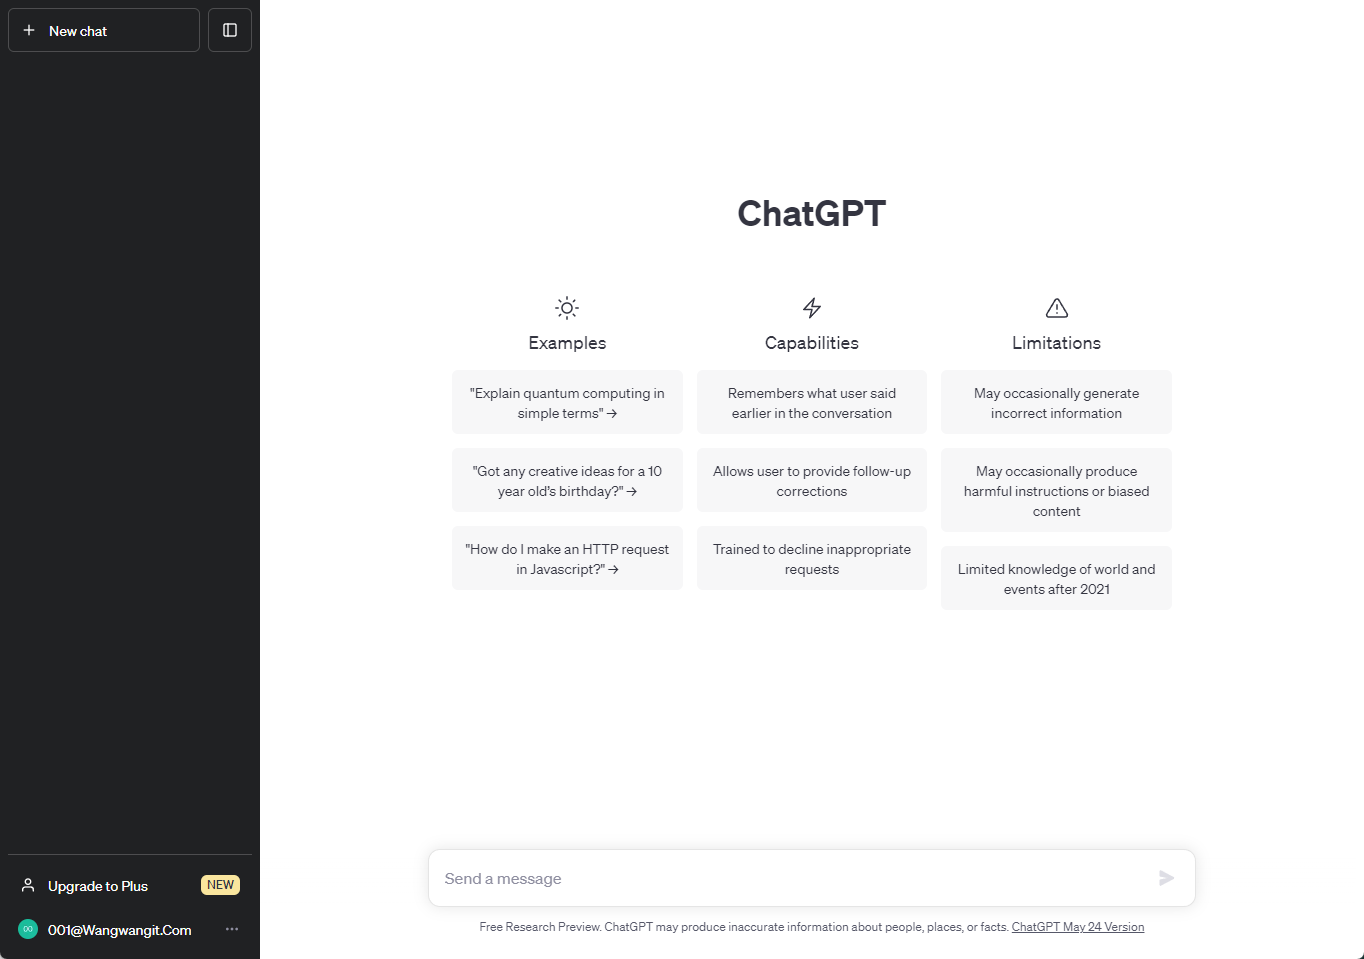 New chat
ChatGPT
Examples
"Explain quantum computing in
simple terms" →
"Got any creative ideas for a 10
year old’s birthday?" →
"How do I make an HTTP request
in Javascript?" →
Capabilities
Remembers what user said
earlier in the conversation
Allows user to provide follow-up
corrections
Trained to decline inappropriate
requests
Limitations
May occasionally generate
incorrect information
May occasionally produce
harmful instructions or biased
content
Limited knowledge of world and
events after 2021
Upgrade to Plus NEW
00 001@Wangwangit.Com
Send a message
Free Research Preview. ChatGPT may produce inaccurate information about people, places, or facts. ChatGPT May 24 Version